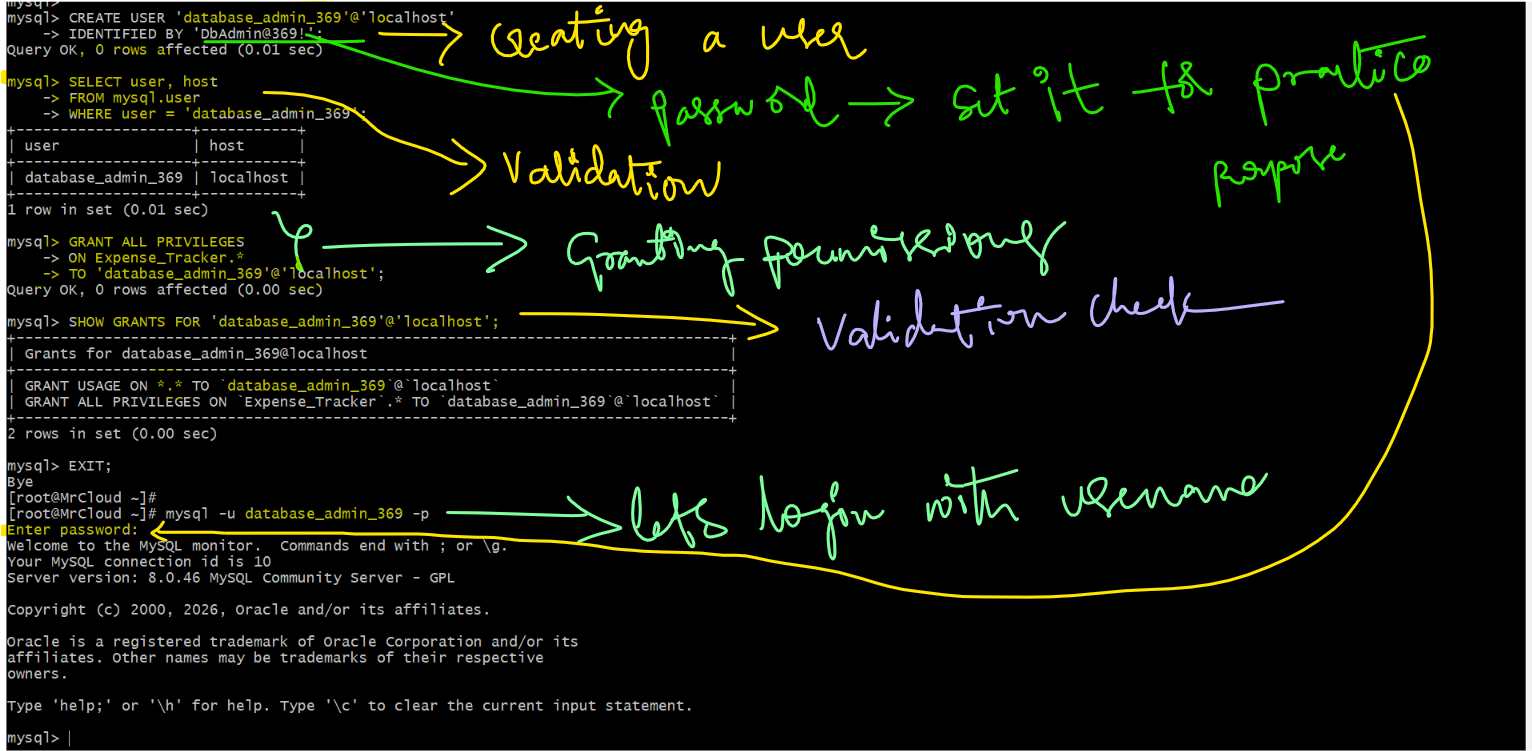 mysql>
mysql> CREATE USER 'database_admin_369'@'localhost'
    -> IDENTIFIED BY 'DbAdmin@369!';
Creating a user
Query OK, 0 rows affected (0.01 sec)
Password → Set it for practice
purpose
mysql> SELECT user, host
    -> FROM mysql.user
    -> WHERE user = 'database_admin_369';
+--------------------+-----------+
| user               | host      |
+--------------------+-----------+
| database_admin_369 | localhost |
+--------------------+-----------+
Validation
1 row in set (0.01 sec)
mysql> GRANT ALL PRIVILEGES
    -> ON Expense_Tracker.*
    -> TO 'database_admin_369'@'localhost';
Granting permissions
Query OK, 0 rows affected (0.00 sec)
mysql> SHOW GRANTS FOR 'database_admin_369'@'localhost';
Validation check
+-----------------------------------------------------------------------------------------+
| Grants for database_admin_369@localhost                                                 |
+-----------------------------------------------------------------------------------------+
| GRANT USAGE ON *.* TO `database_admin_369`@`localhost`                                  |
| GRANT ALL PRIVILEGES ON `Expense_Tracker`.* TO `database_admin_369`@`localhost` |
+-----------------------------------------------------------------------------------------+
2 rows in set (0.00 sec)
mysql> EXIT;
Bye
[root@MrCloud ~]#
[root@MrCloud ~]# mysql -u database_admin_369 -p
lets login with username
Enter password:
Welcome to the MySQL monitor.  Commands end with ; or \g.
Your MySQL connection id is 10
Server version: 8.0.46 MySQL Community Server - GPL
Copyright (c) 2000, 2026, Oracle and/or its affiliates.
Oracle is a registered trademark of Oracle Corporation and/or its
affiliates. Other names may be trademarks of their respective
owners.
Type 'help;' or '\h' for help. Type '\c' to clear the current input statement.
mysql>